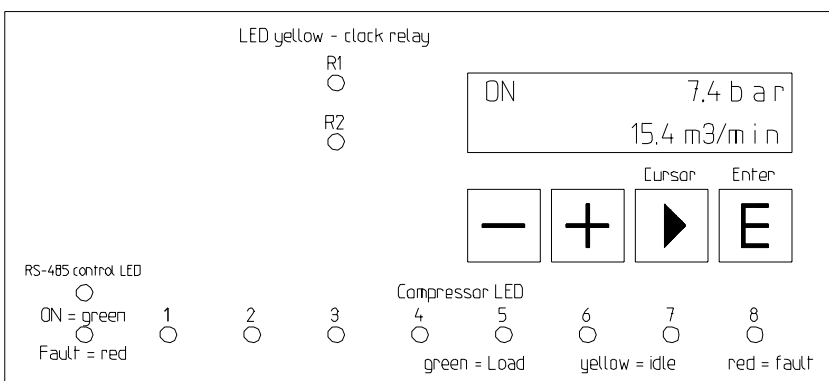 LED yellow - clock relay
R1
R2
ON 7.4 bar
15.4 m3/min
Cursor Enter
- + E
RS-485 control LED
Compressor LED
ON = green 1 2 3 4 5 6 7 8
Fault = red
green = Load yellow = idle red = fault